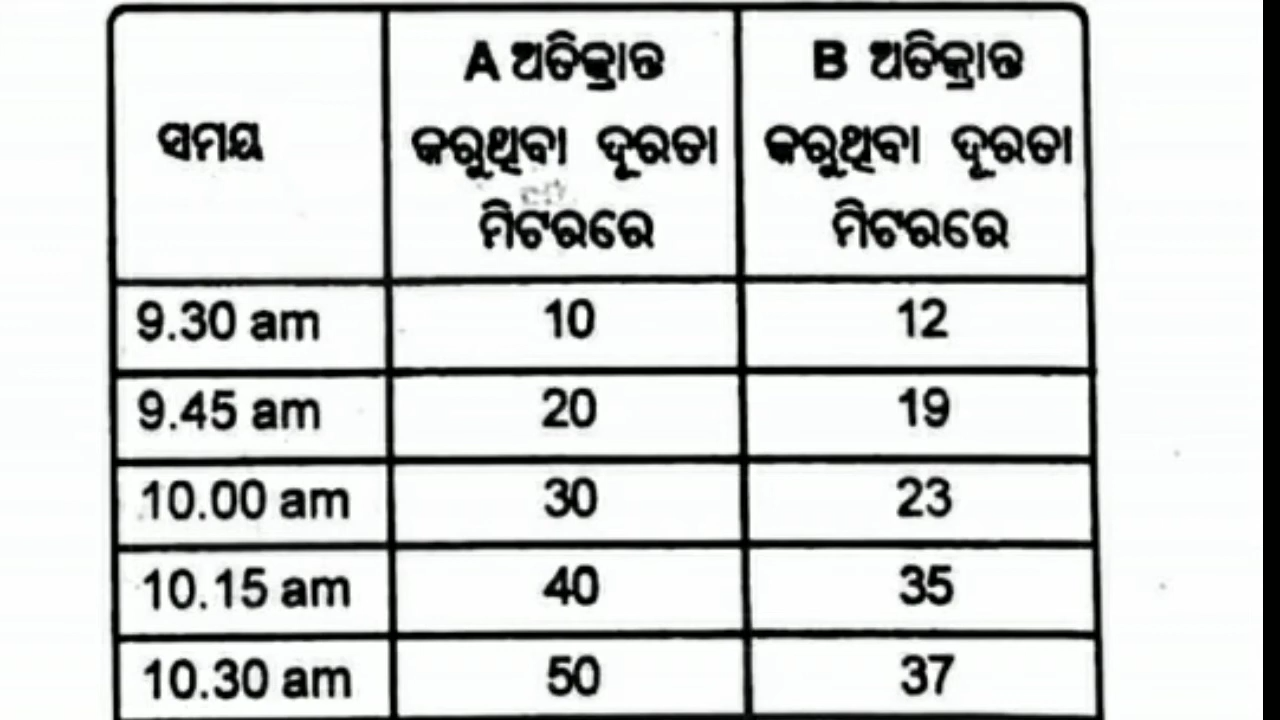 ସମୟ
A ଅତିକ୍ରାନ୍ତ
କରୁଥିବା ଦୂରତା
ମିଟରରେ
B ଅତିକ୍ରାନ୍ତ
କରୁଥିବା ଦୂରତା
ମିଟରରେ
9.30 am 10 12
9.45 am 20 19
10.00 am 30 23
10.15 am 40 35
10.30 am 50 37